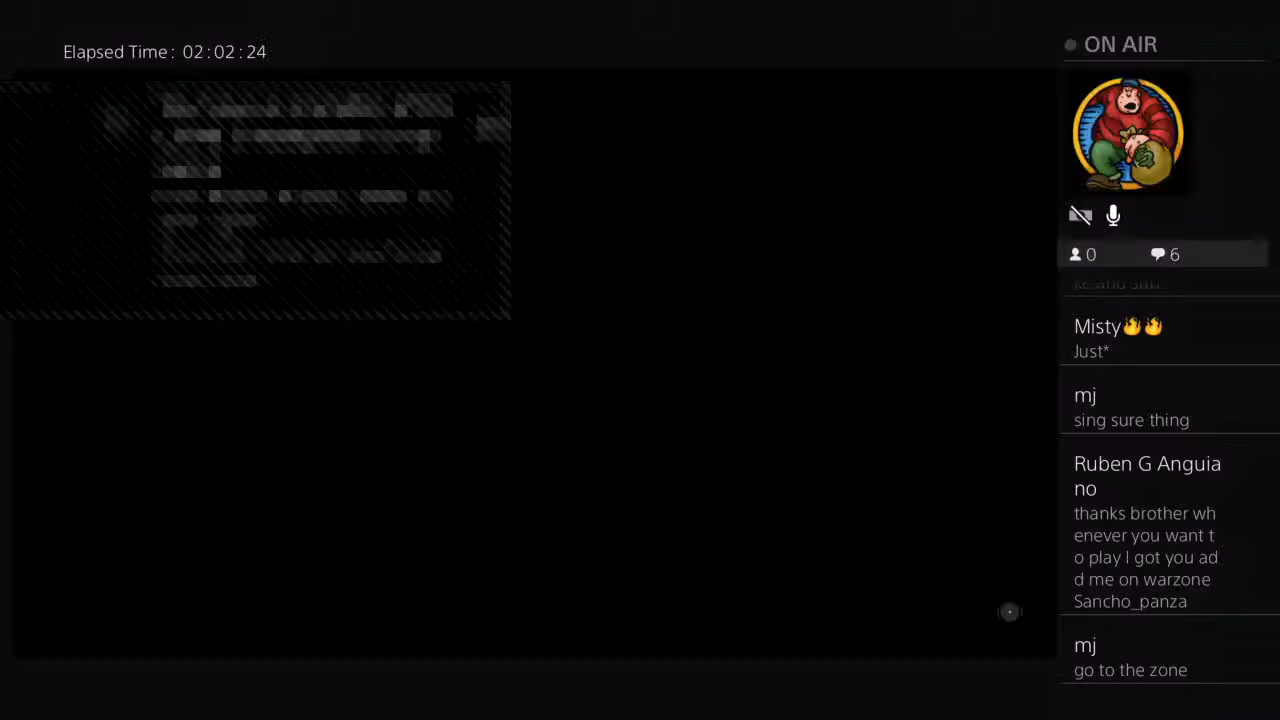 Elapsed Time: 02:02:24
ON AIR
0
6
Misty🔥🔥
Just*
mj
sing sure thing
Ruben G Anguia
no
thanks brother wh
enever you want t
o play I got you ad
d me on warzone
Sancho_panza
mj
go to the zone